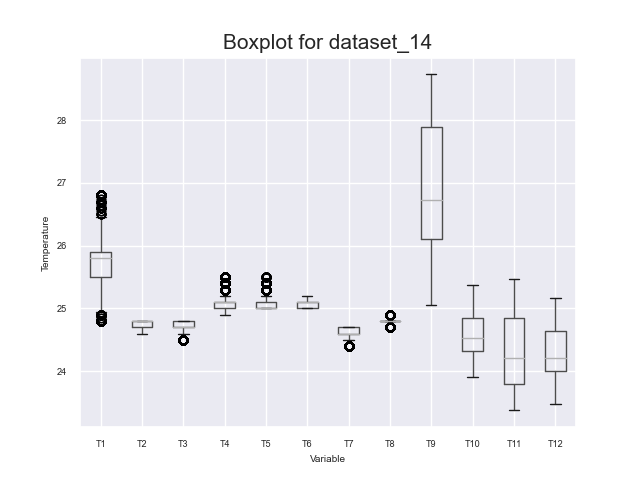 Boxplot for dataset_14
Temperature
28
27
26
25
24
T1 T2 T3 T4 T5 T6 T7 T8 T9 T10 T11 T12
Variable